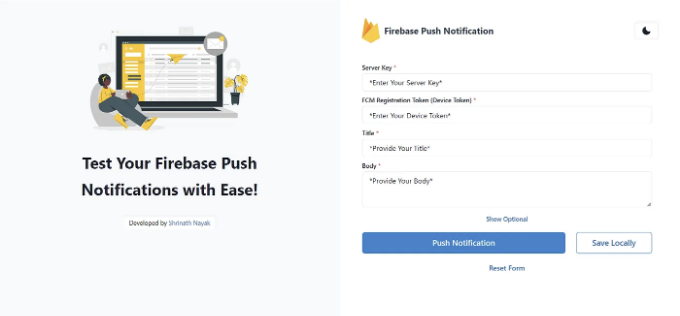 Test Your Firebase Push
Notifications with Ease!
Developed by Shrinath Nayak
Firebase Push Notification
Server Key *
*Enter Your Server Key*
FCM Registration Token (Device Token) *
*Enter Your Device Token*
Title *
*Provide Your Title*
Body *
*Provide Your Body*
Show Optional
Push Notification
Save Locally
Reset Form